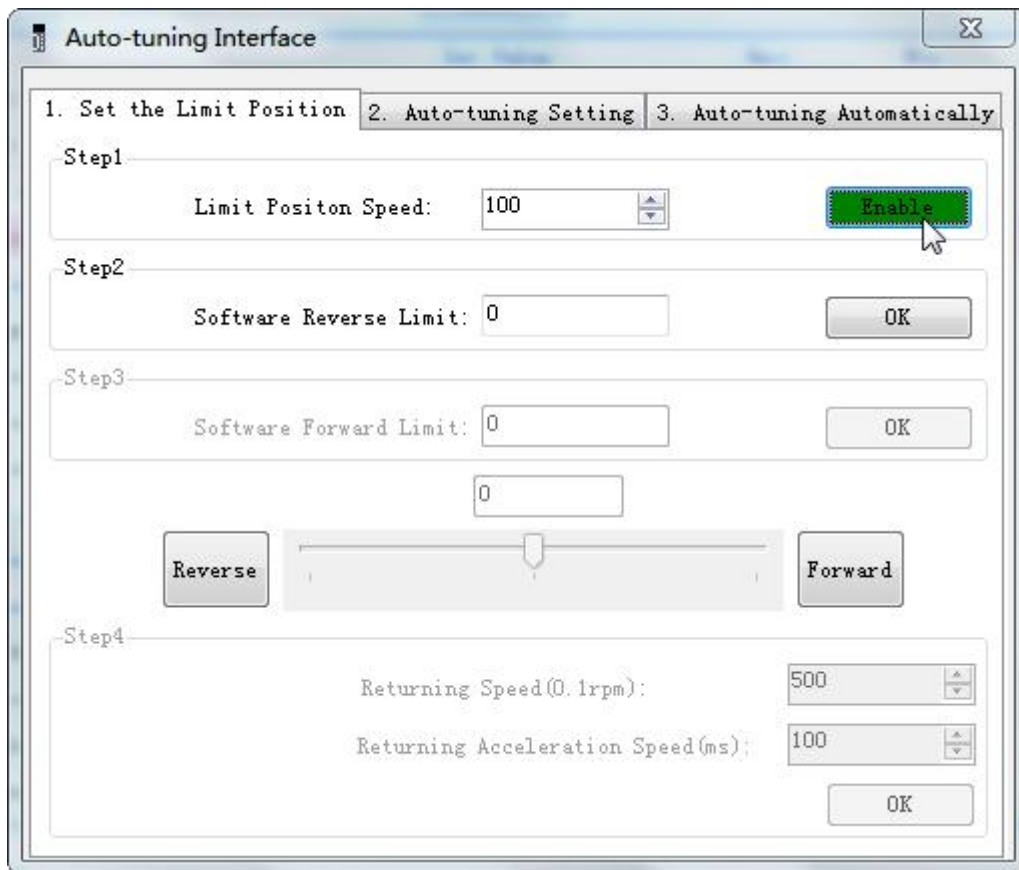 Auto-tuning Interface
1. Set the Limit Position
2. Auto-tuning Setting
3. Auto-tuning Automatically
Step1
Limit Positon Speed:
100
Enable
Step2
Software Reverse Limit:
0
OK
Step3
Software Forward Limit:
0
OK
0
Reverse
Forward
Step4
Returning Speed(0.1rpm):
500
Returning Acceleration Speed(ms):
100
OK